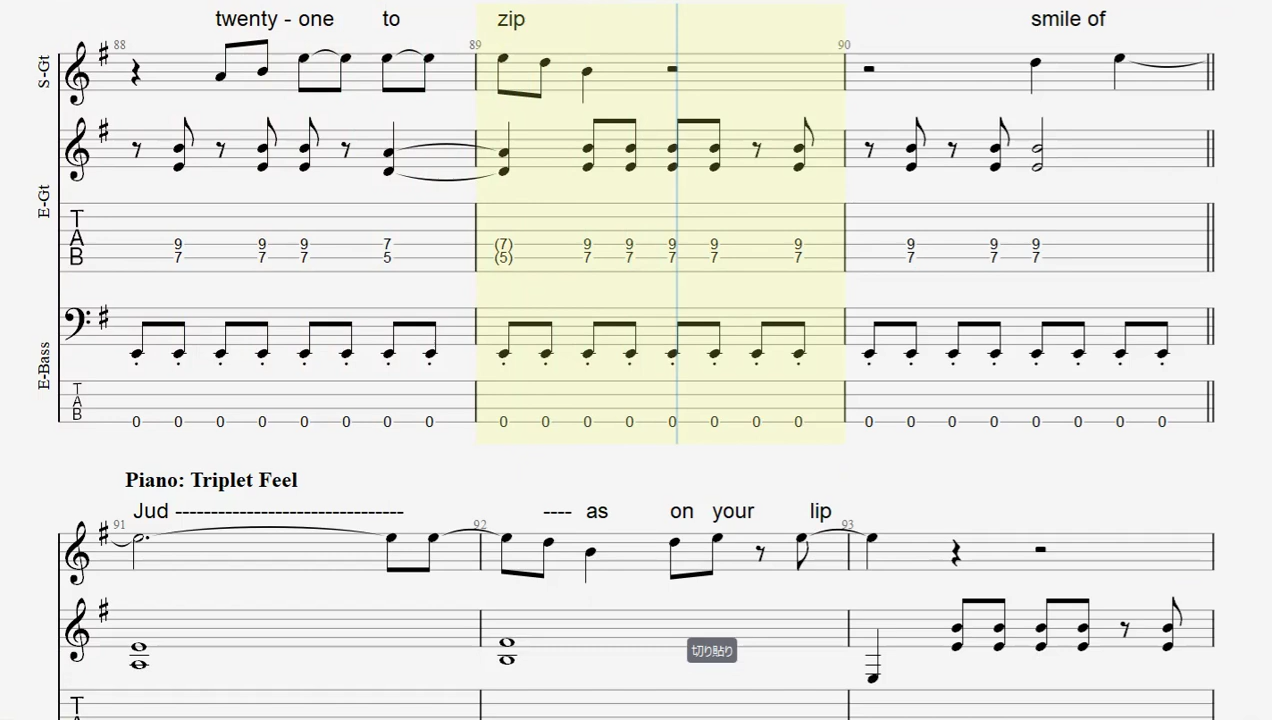 twenty - one to zip smile of
88 89 90
S-Gt
E-Gt
T
A
B
9 9 9 7 (7) 9 9 9 9 9 9 9 9
7 7 7 5 (5) 7 7 7 7 7 7 7 7
E-Bass
T
A
B
0 0 0 0 0 0 0 0 0 0 0 0 0 0 0 0 0 0 0 0 0 0 0 0
Piano: Triplet Feel
Jud -------------------------------- ---- as on your lip
91 92 93
切り貼り
T